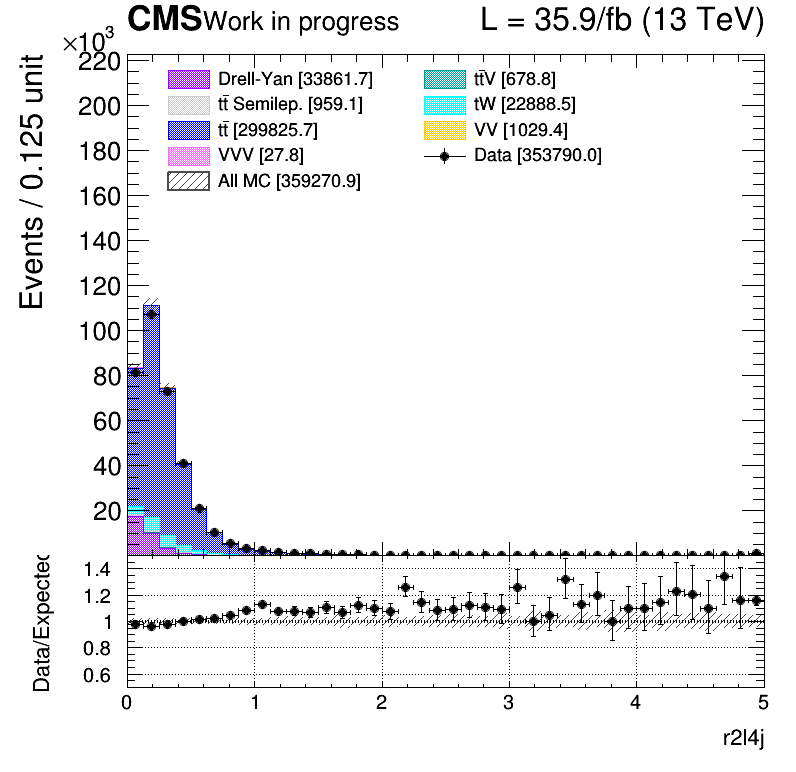 CMS Work in progress L = 35.9/fb (13 TeV)
×10³
Events / 0.125 unit
220
200
180
160
140
120
100
80
60
40
20
Drell-Yan [33861.7]
tt̄ Semilep. [959.1]
tt̄ [299825.7]
VVV [27.8]
All MC [359270.9]
tt̄V [678.8]
tW [22888.5]
VV [1029.4]
Data [353790.0]
Data/Expected
1.4
1.2
1
0.8
0.6
0 1 2 3 4 5
r2l4j